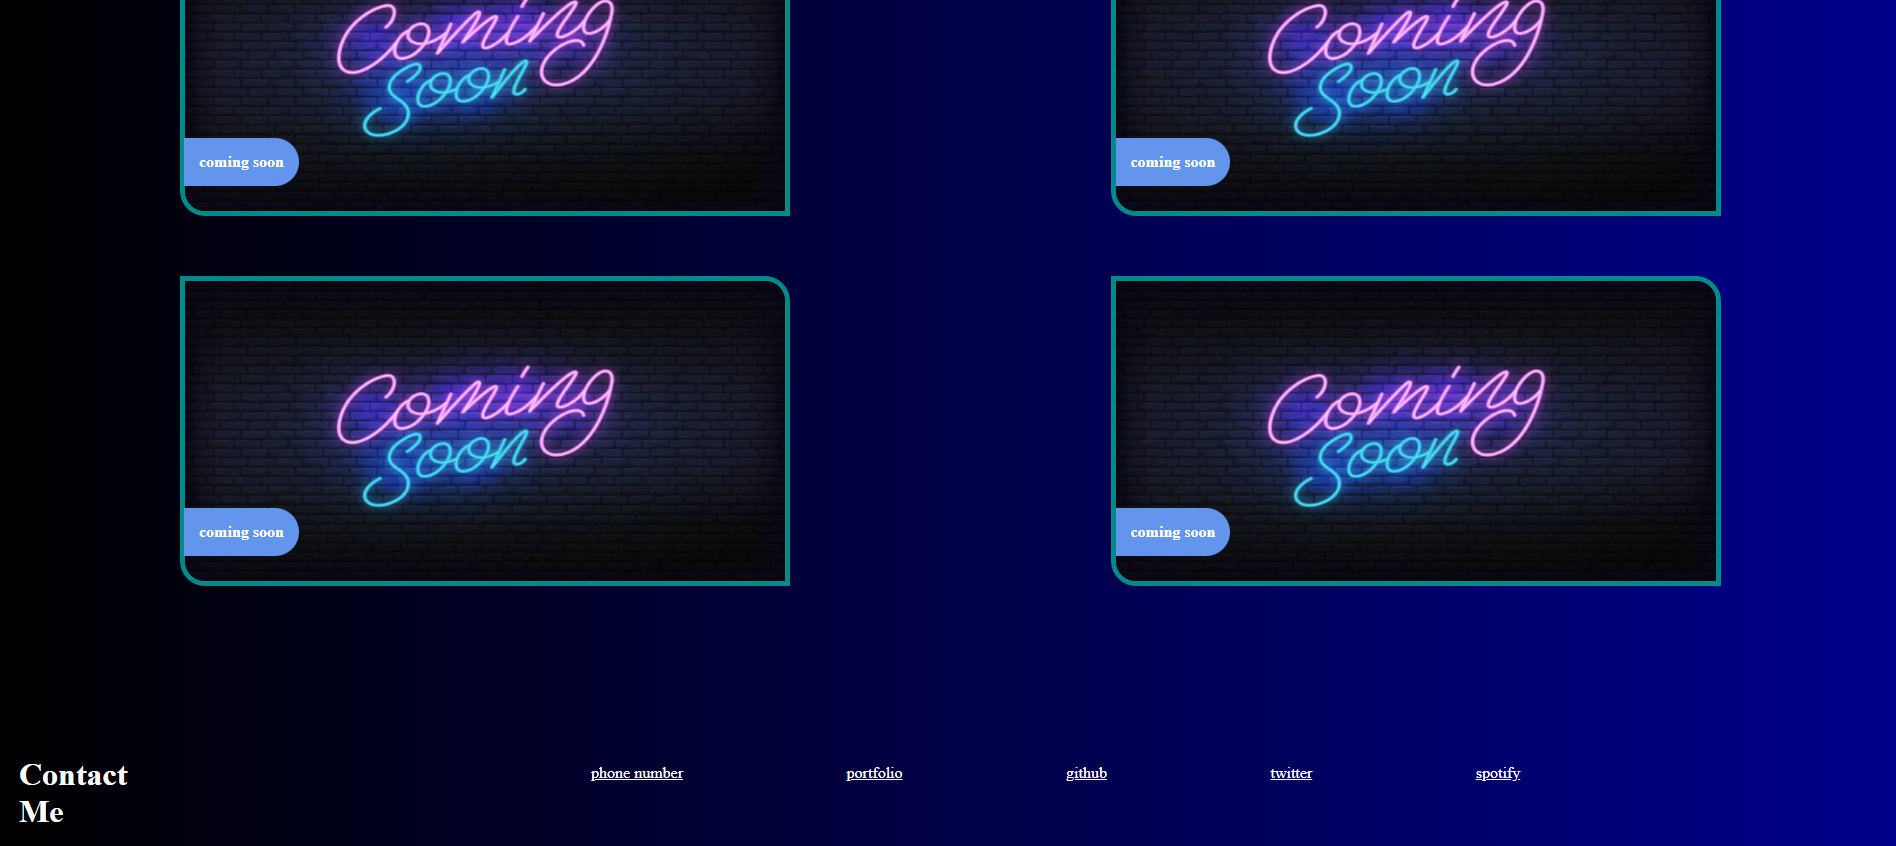 Coming
Soon
coming soon
Coming
Soon
coming soon
Coming
Soon
coming soon
Coming
Soon
coming soon
Contact
Me
phone number
portfolio
github
twitter
spotify